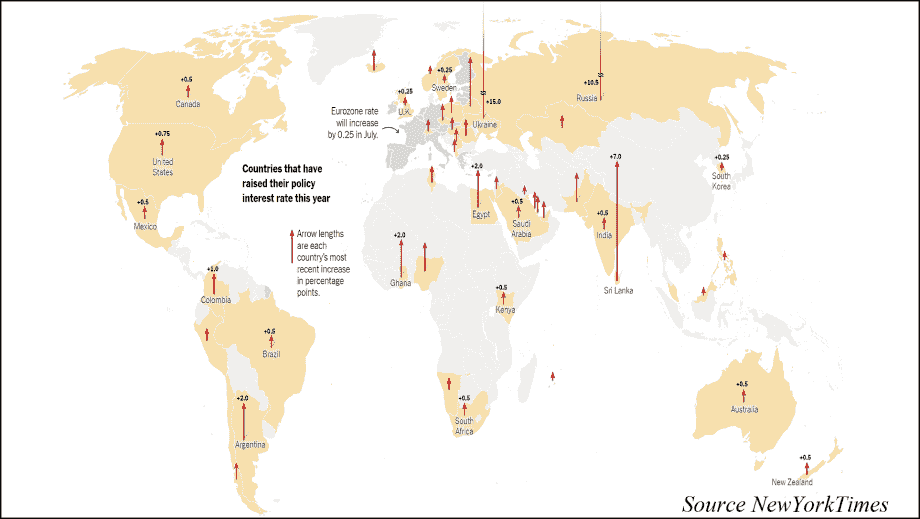 +0.5
Canada
+0.75
United
States
+0.5
Mexico
+1.0
Colombia
+0.5
Brazil
+2.0
Argentina
Countries that have
raised their policy
interest rate this year
Arrow lengths
are each
country's most
recent increase
in percentage
points.
Eurozone rate
will increase
by 0.25 in July.
+0.25
U.K.
+0.25
Sweden
+15.0
Ukraine
+10.5
Russia
+2.0
Egypt
+0.5
Saudi
Arabia
+2.0
Ghana
+0.5
Kenya
+0.5
South
Africa
+0.5
India
+7.0
Sri Lanka
+0.25
South
Korea
+0.5
Australia
+0.5
New Zealand
Source NewYorkTimes